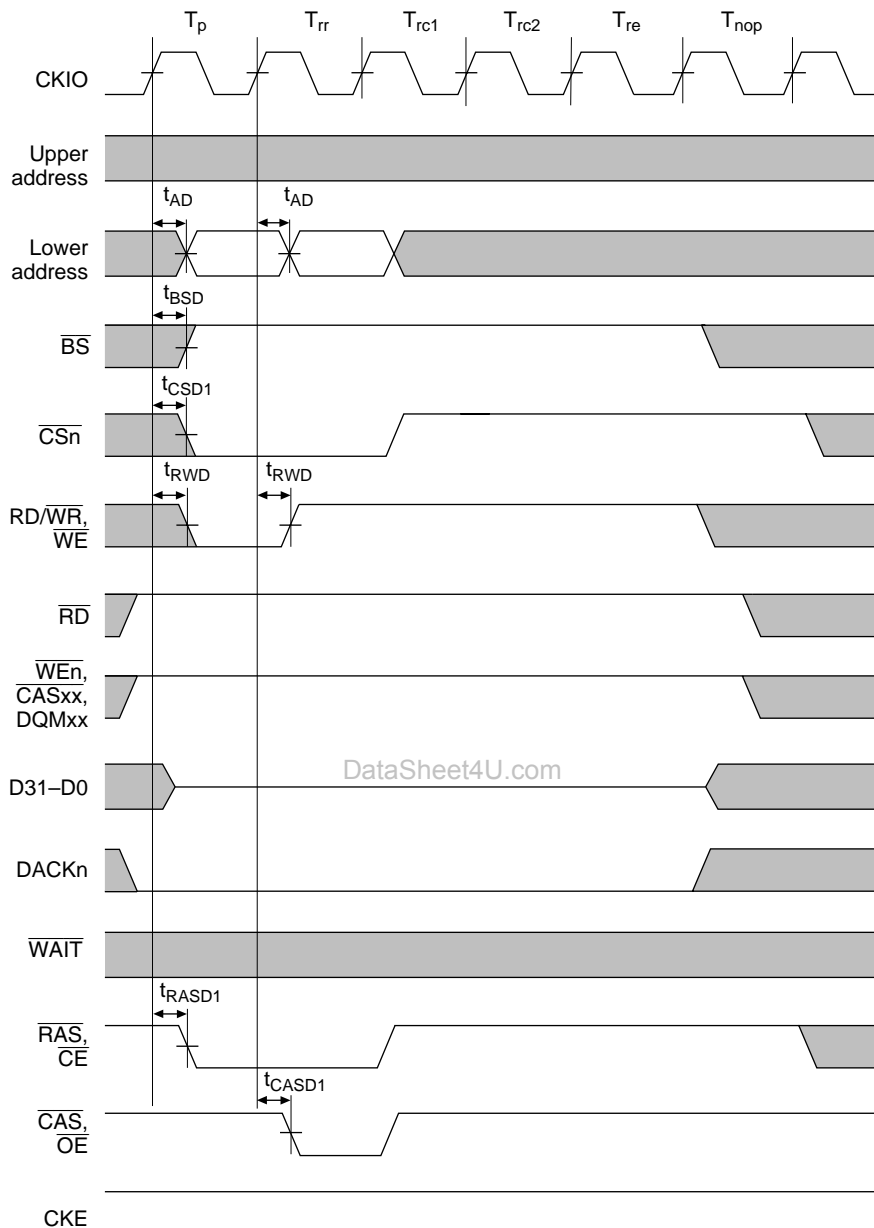 Tp Trr Trc1 Trc2 Tre Tnop
CKIO
Upper
address
tAD tAD
Lower
address
tBSD
BS
tCSD1
CSn
tRWD tRWD
RD/WR,
WE
RD
WEn,
CASxx,
DQMxx
DataSheet4U.com
D31–D0
DACKn
WAIT
tRASD1
RAS,
CE
tCASD1
CAS,
OE
CKE